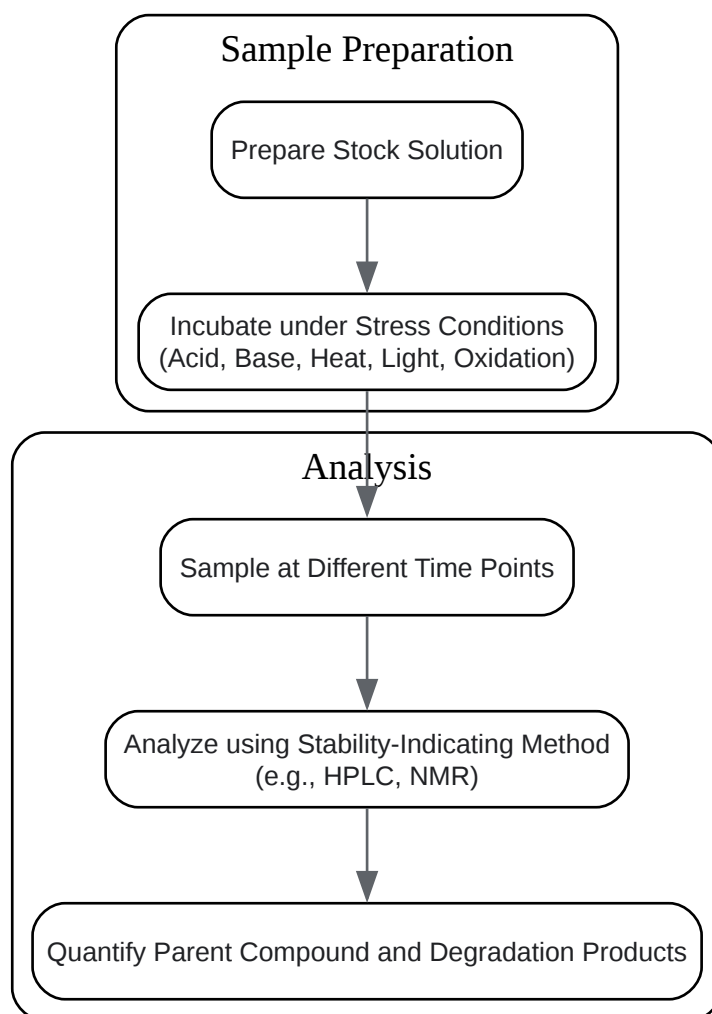 Sample Preparation
Prepare Stock Solution
Incubate under Stress Conditions
(Acid, Base, Heat, Light, Oxidation)
Analysis
Sample at Different Time Points
Analyze using Stability-Indicating Method
(e.g., HPLC, NMR)
Quantify Parent Compound and Degradation Products